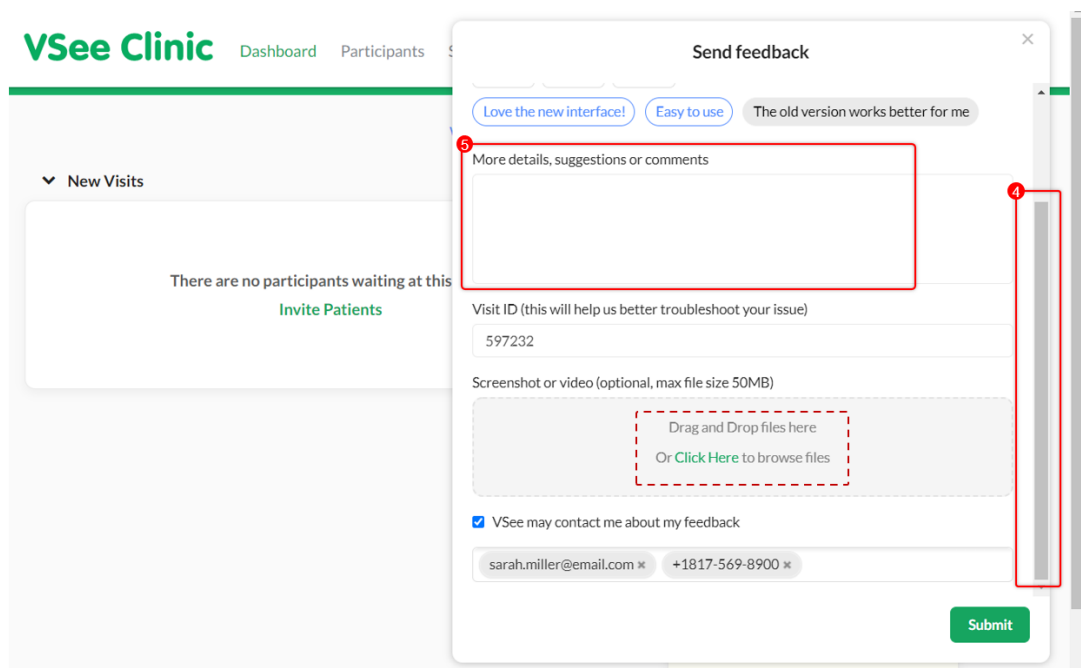 VSee Clinic Dashboard Participants
Send feedback
×
Love the new interface! Easy to use The old version works better for me
5
More details, suggestions or comments
New Visits
4
There are no participants waiting at this
Invite Patients
Visit ID (this will help us better troubleshoot your issue)
597232
Screenshot or video (optional, max file size 50MB)
Drag and Drop files here
Or Click Here to browse files
VSee may contact me about my feedback
sarah.miller@email.com × +1817-569-8900 ×
Submit